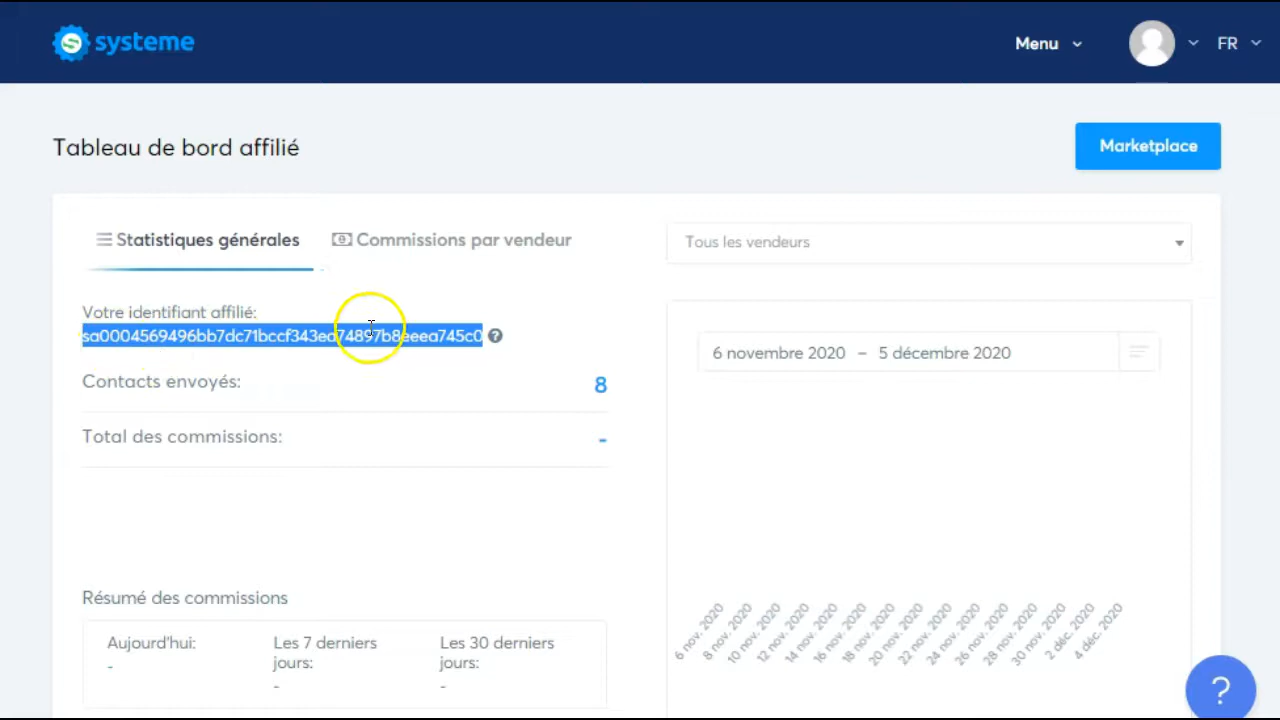 systeme
Menu
FR
Tableau de bord affilié
Marketplace
Statistiques générales
Commissions par vendeur
Tous les vendeurs
Votre identifiant affilié:
sa0004569496bb7dc71bccf343ed74897b8eeea745c0
6 novembre 2020 – 5 décembre 2020
Contacts envoyés:
8
Total des commissions:
-
Résumé des commissions
Aujourd'hui:
-
Les 7 derniers
jours:
-
Les 30 derniers
jours:
-
6 nov. 2020
8 nov. 2020
10 nov. 2020
12 nov. 2020
14 nov. 2020
16 nov. 2020
18 nov. 2020
20 nov. 2020
22 nov. 2020
24 nov. 2020
26 nov. 2020
28 nov. 2020
30 nov. 2020
2 déc. 2020
4 déc. 2020
?